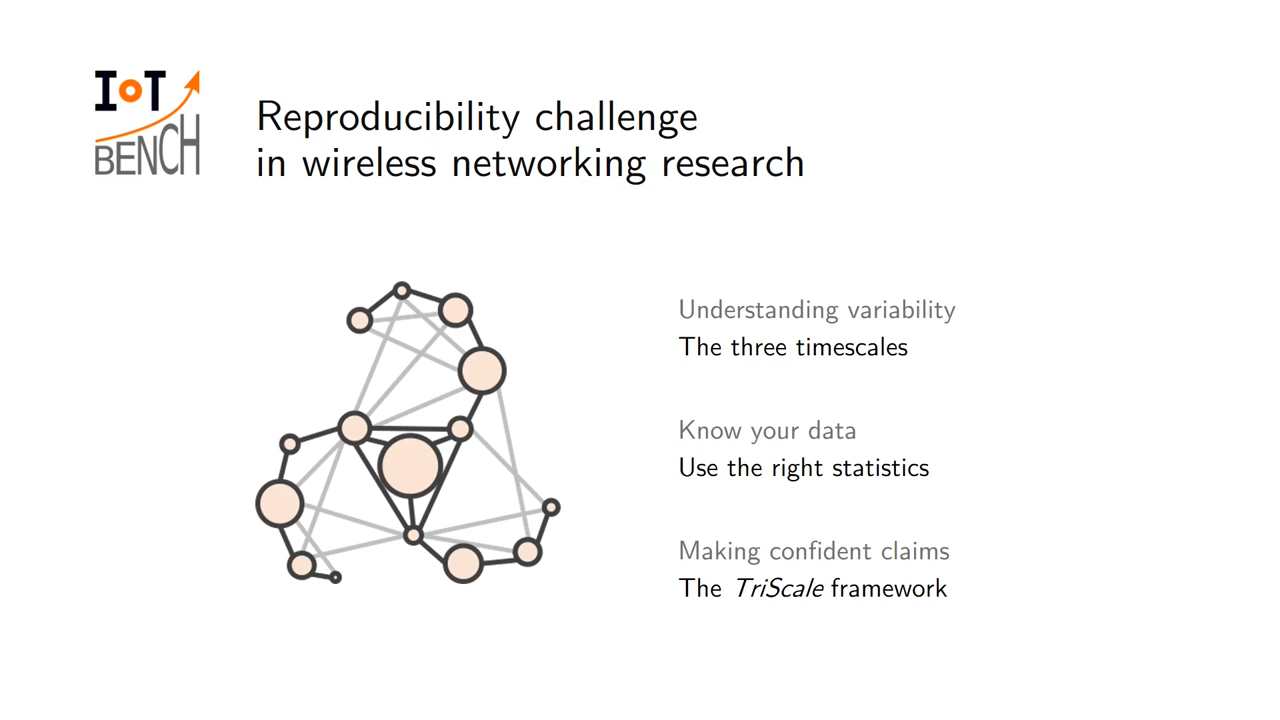 IoT
BENCH
Reproducibility challenge
in wireless networking research
Understanding variability
The three timescales
Know your data
Use the right statistics
Making confident claims
The TriScale framework